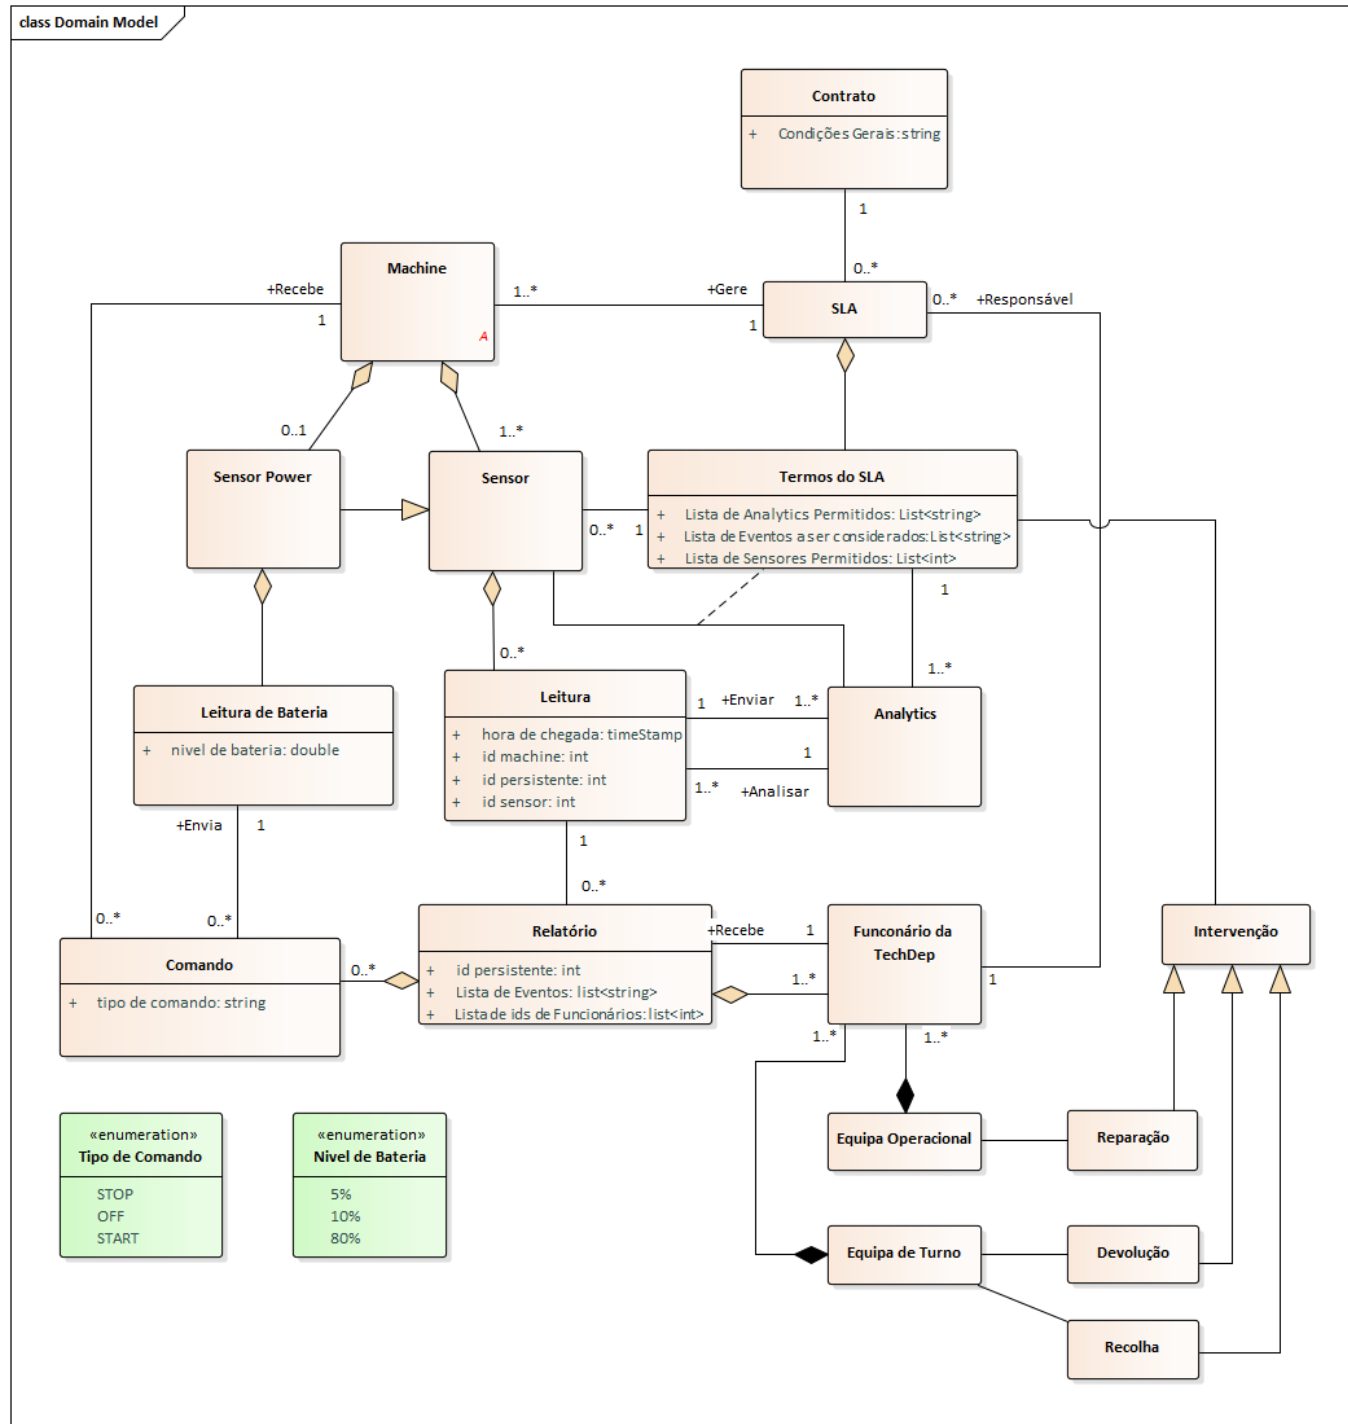 class Domain Model
Contrato
+ Condições Gerais:string
1
0..*
Machine
A
+Recebe
1
1..*
+Gere
1
SLA
0..*
+Responsável
0..1
1..*
Sensor Power
Sensor
0..*
1
Termos do SLA
+ Lista de Analytics Permitidos: List<string>
+ Lista de Eventos a ser considerados:List<string>
+ Lista de Sensores Permitidos: List<int>
1
0..*
1..*
Leitura de Bateria
+ nivel de bateria: double
Leitura
+ hora de chegada: timeStamp
+ id machine: int
+ id persistente: int
+ id sensor: int
1
+Enviar
1..*
1
1..*
+Analisar
Analytics
+Envia
1
1
0..*
0..*
0..*
Comando
+ tipo de comando: string
0..*
Relatório
+ id persistente: int
+ Lista de Eventos: list<string>
+ Lista de ids de Funcionários:list<int>
+Recebe
1
1..*
Funconário da
TechDep
1
Intervenção
1..*
1..*
«enumeration»
Tipo de Comando
STOP
OFF
START
«enumeration»
Nivel de Bateria
5%
10%
80%
Equipa Operacional
Reparação
Equipa de Turno
Devolução
Recolha